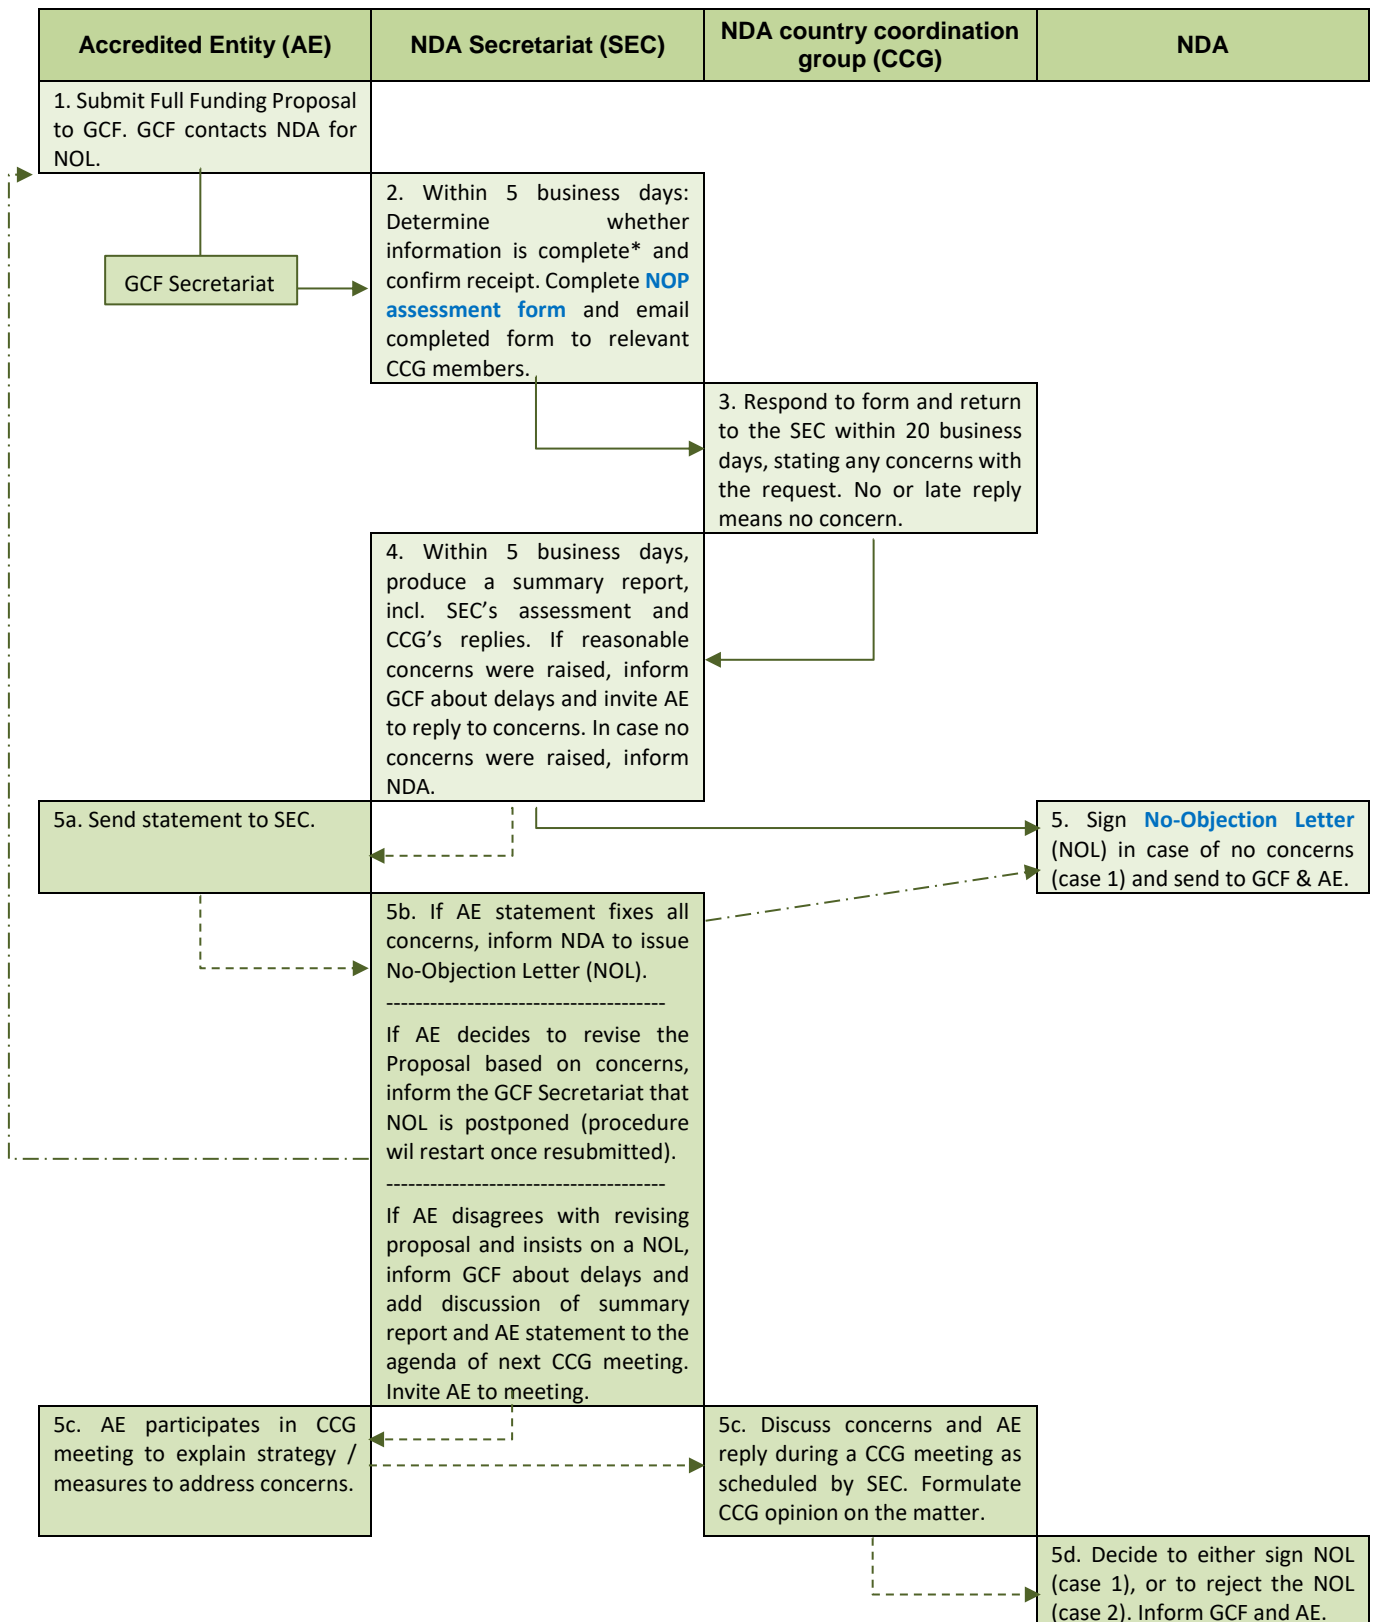 Accredited Entity (AE)
NDA Secretariat (SEC)
NDA country coordination
group (CCG)
NDA
1. Submit Full Funding Proposal
to GCF. GCF contacts NDA for
NOL.
GCF Secretariat
2. Within 5 business days:
Determine whether
information is complete* and
confirm receipt. Complete NOP
assessment form and email
completed form to relevant
CCG members.
3. Respond to form and return
to the SEC within 20 business
days, stating any concerns with
the request. No or late reply
means no concern.
4. Within 5 business days,
produce a summary report,
incl. SEC’s assessment and
CCG’s replies. If reasonable
concerns were raised, inform
GCF about delays and invite AE
to reply to concerns. In case no
concerns were raised, inform
NDA.
5a. Send statement to SEC.
5. Sign No-Objection Letter
(NOL) in case of no concerns
(case 1) and send to GCF & AE.
5b. If AE statement fixes all
concerns, inform NDA to issue
No-Objection Letter (NOL).
--------------------------------------
If AE decides to revise the
Proposal based on concerns,
inform the GCF Secretariat that
NOL is postponed (procedure
wil restart once resubmitted).
--------------------------------------
If AE disagrees with revising
proposal and insists on a NOL,
inform GCF about delays and
add discussion of summary
report and AE statement to the
agenda of next CCG meeting.
Invite AE to meeting.
5c. AE participates in CCG
meeting to explain strategy /
measures to address concerns.
5c. Discuss concerns and AE
reply during a CCG meeting as
scheduled by SEC. Formulate
CCG opinion on the matter.
5d. Decide to either sign NOL
(case 1), or to reject the NOL
(case 2). Inform GCF and AE.